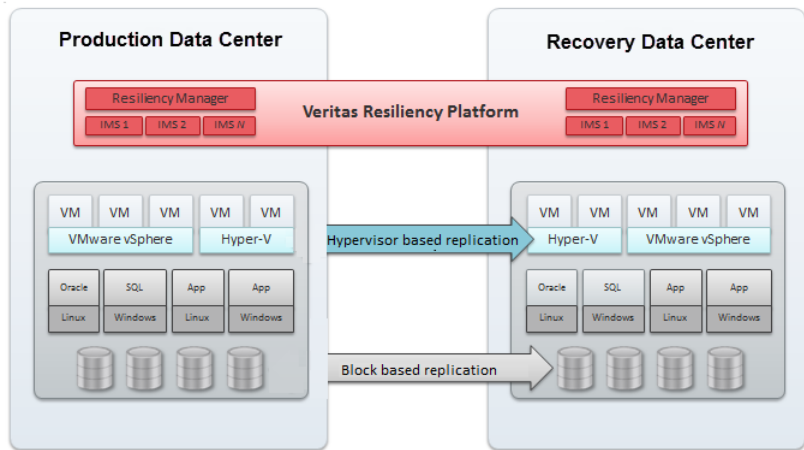 Production Data Center
Recovery Data Center
Resiliency Manager
IMS 1 IMS 2 IMS N
Veritas Resiliency Platform
Resiliency Manager
IMS 1 IMS 2 IMS N
VM VM VM VM VM
VMware vSphere Hyper-V
Hypervisor based replication
VM VM VM VM VM
Hyper-V VMware vSphere
Oracle SQL App App
Linux Windows Linux Windows
Oracle SQL App App
Linux Windows Linux Windows
Block based replication